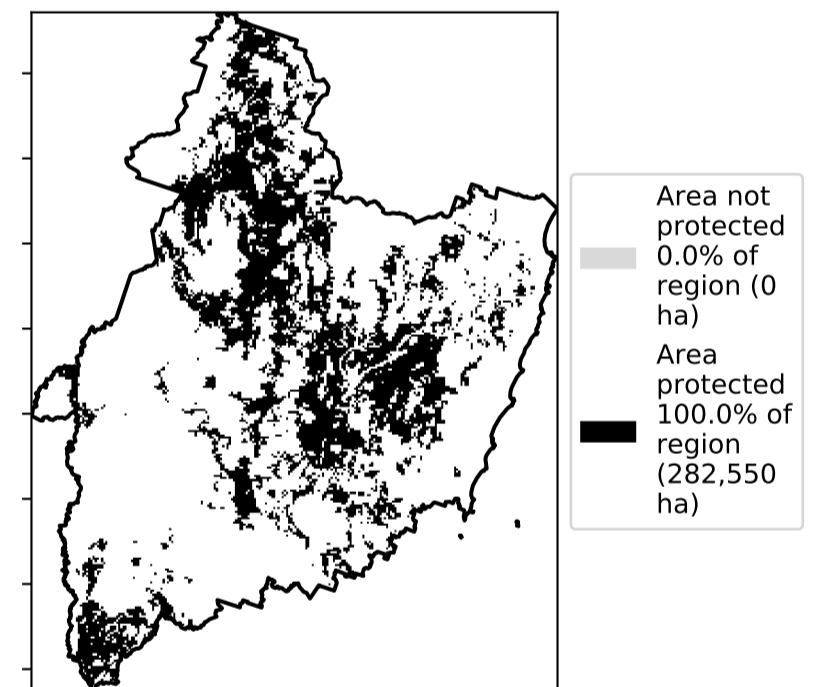 Area not
protected
0.0% of
region (0
ha)
Area
protected
100.0% of
region
(282,550
ha)